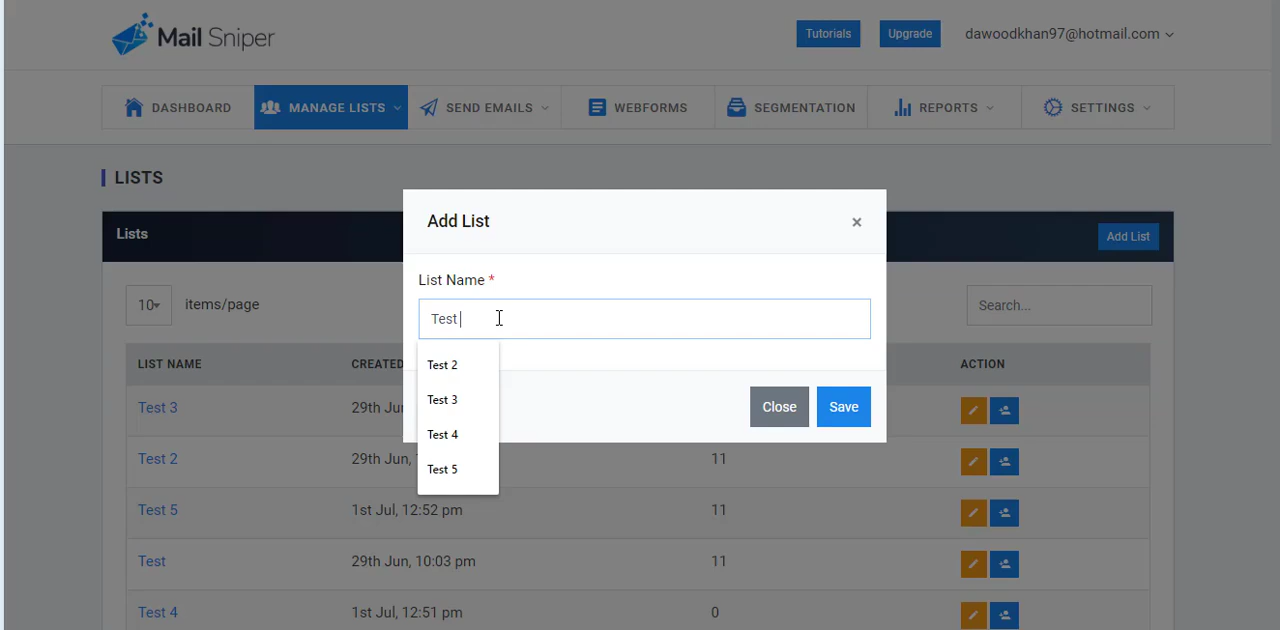 Mail Sniper
Tutorials
Upgrade
dawoodkhan97@hotmail.com
DASHBOARD
MANAGE LISTS
SEND EMAILS
WEBFORMS
SEGMENTATION
REPORTS
SETTINGS
LISTS
Lists
Add List
Add List
×
List Name *
Test
Test 2
Test 3
Test 4
Test 5
Close
Save
10
items/page
Search...
LIST NAME
CREATED
ACTION
Test 3
29th Jun
Test 2
29th Jun,
11
Test 5
1st Jul, 12:52 pm
11
Test
29th Jun, 10:03 pm
11
Test 4
1st Jul, 12:51 pm
0